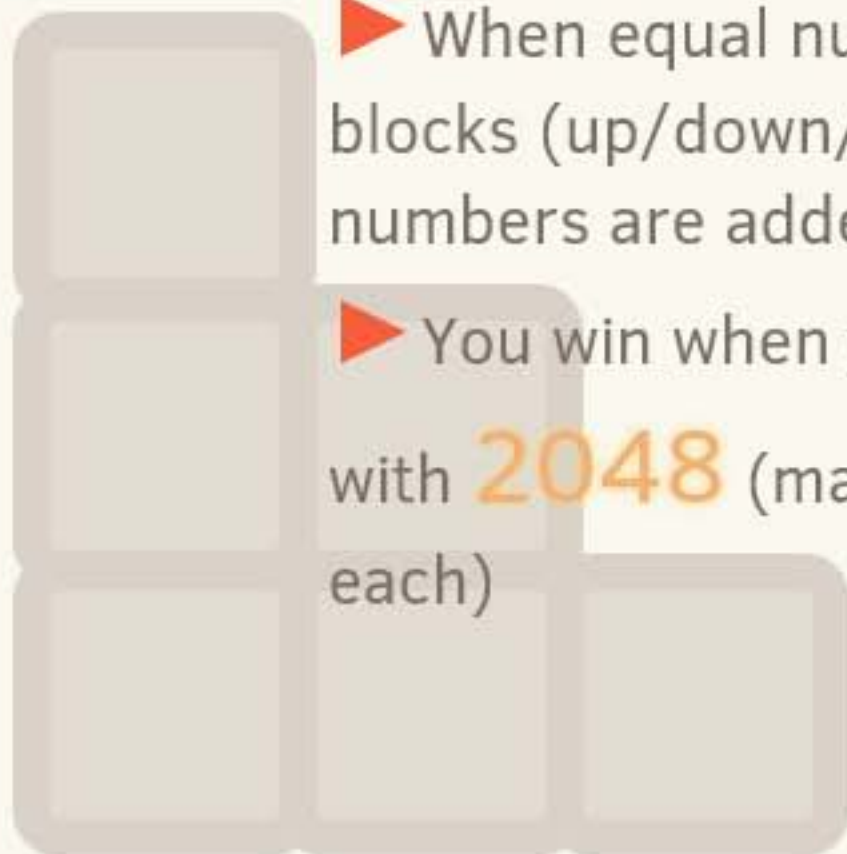 When equal nu
blocks (up/down/
numbers are adde
You win when
with 2048 (ma
each)